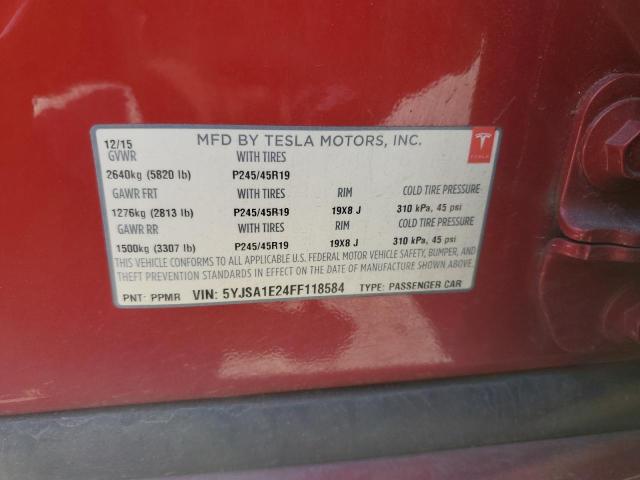 12/15 MFD BY TESLA MOTORS, INC.
GVWR WITH TIRES
2640kg (5820 lb) P245/45R19
GAWR FRT WITH TIRES RIM COLD TIRE PRESSURE
1276kg (2813 lb) P245/45R19 19X8 J 310 kPa, 45 psi
GAWR RR WITH TIRES RIM COLD TIRE PRESSURE
1500kg (3307 lb) P245/45R19 19X8 J 310 kPa, 45 psi
THIS VEHICLE CONFORMS TO ALL APPLICABLE U.S. FEDERAL MOTOR VEHICLE SAFETY, BUMPER, AND
THEFT PREVENTION STANDARDS IN EFFECT ON THE DATE OF MANUFACTURE SHOWN ABOVE.
PNT: PPMR VIN: 5YJSA1E24FF118584 TYPE: PASSENGER CAR
TESLA